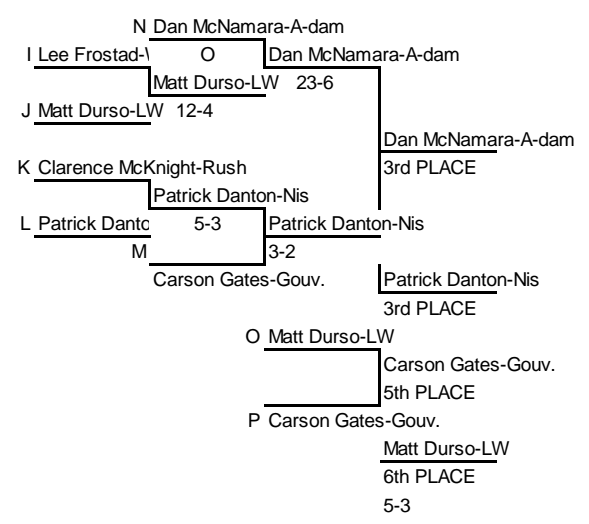 N Dan McNamara-A-dam
I Lee Frostad- O Dan McNamara-A-dam
Matt Durso-LW 23-6
J Matt Durso-LW 12-4
Dan McNamara-A-dam
K Clarence McKnight-Rush 3rd PLACE
Patrick Danton-Nis
L Patrick Danto 5-3 Patrick Danton-Nis
M 3-2
Carson Gates-Gouv. Patrick Danton-Nis
3rd PLACE
O Matt Durso-LW
Carson Gates-Gouv.
5th PLACE
P Carson Gates-Gouv.
Matt Durso-LW
6th PLACE
5-3